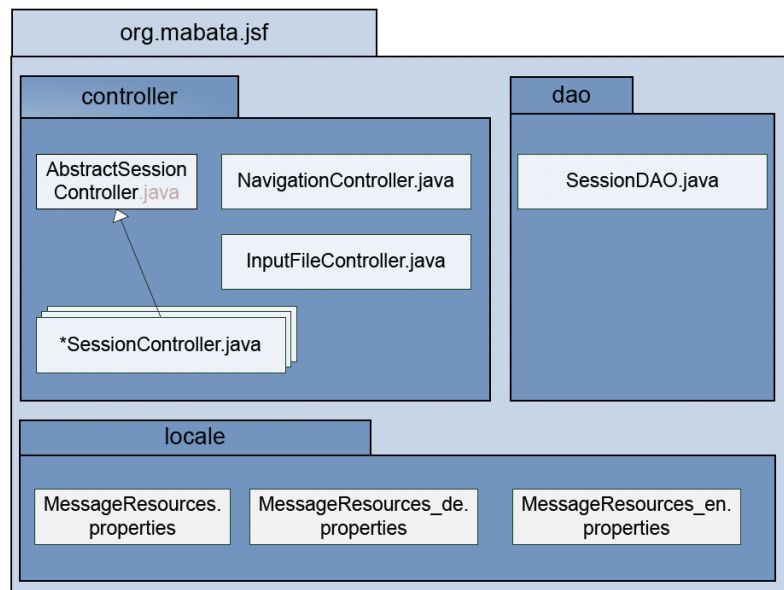 org.mabata.jsf
controller
dao
AbstractSession
Controller.java
NavigationController.java
SessionDAO.java
InputFileController.java
*SessionController.java
locale
MessageResources.
properties
MessageResources_de.
properties
MessageResources_en.
properties